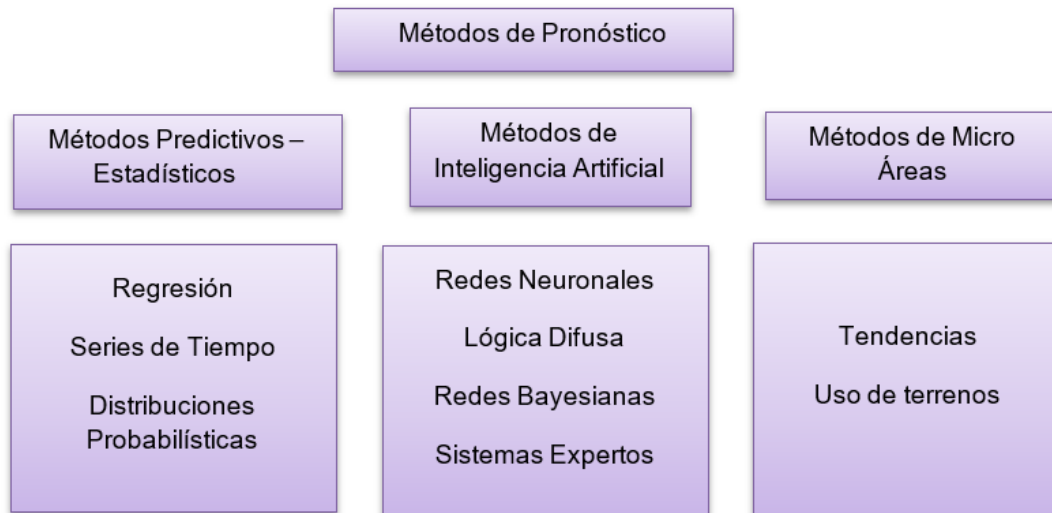 Métodos de Pronóstico
Métodos Predictivos –
Estadísticos
Métodos de
Inteligencia Artificial
Métodos de Micro
Áreas
Regresión
Series de Tiempo
Distribuciones
Probabilísticas
Redes Neuronales
Lógica Difusa
Redes Bayesianas
Sistemas Expertos
Tendencias
Uso de terrenos